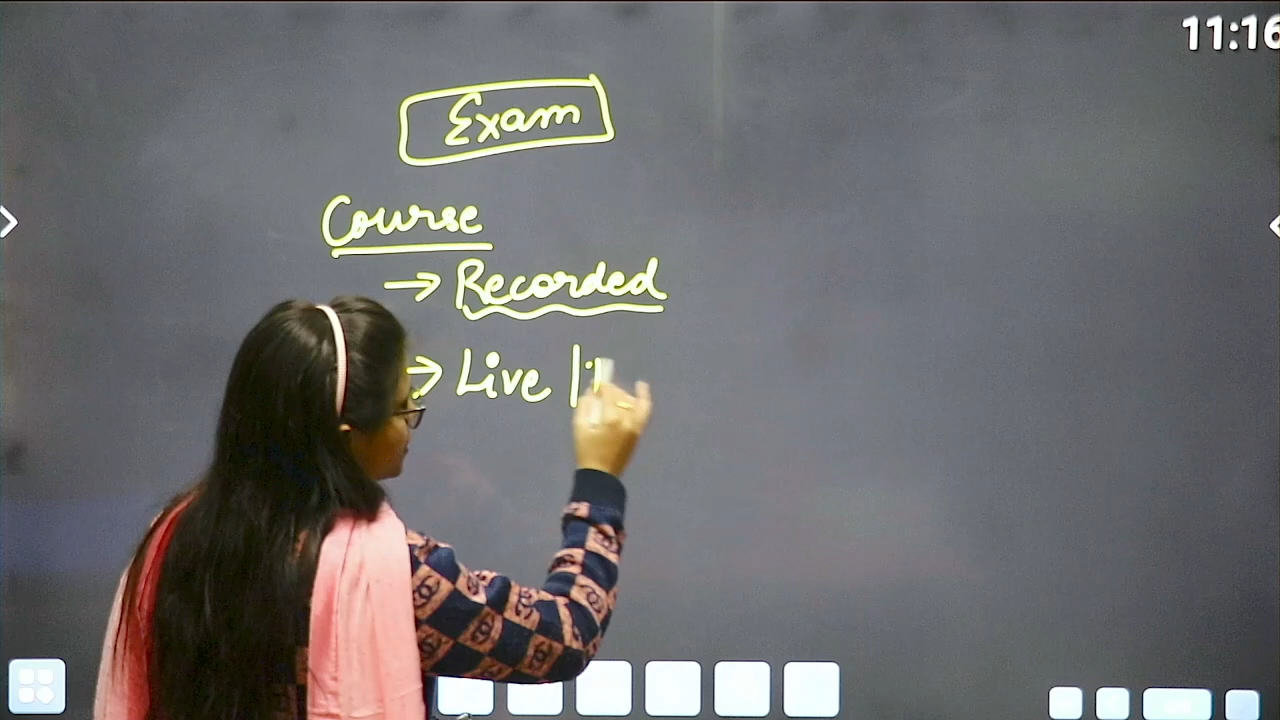 11:16
Exam
Course
→ Recorded
→ Live